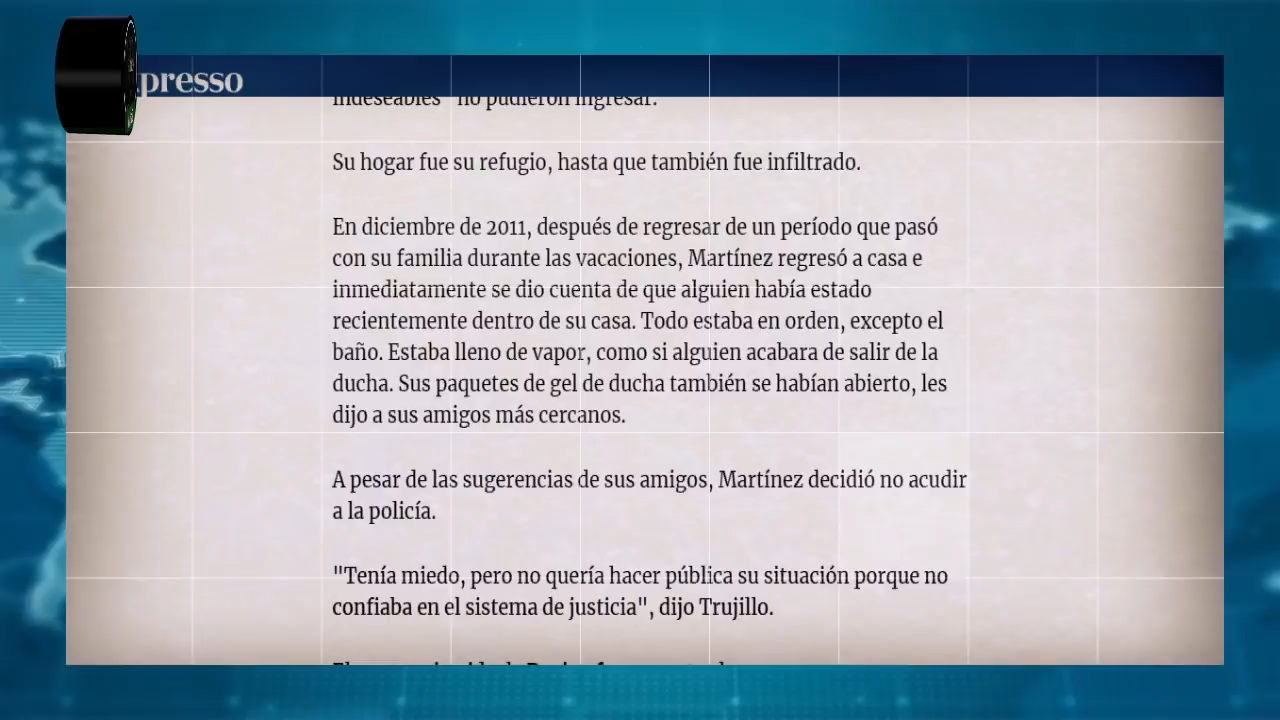 presso
indeseables" no pudieron ingresar.
Su hogar fue su refugio, hasta que también fue infiltrado.
En diciembre de 2011, después de regresar de un período que pasó
con su familia durante las vacaciones, Martínez regresó a casa e
inmediatamente se dio cuenta de que alguien había estado
recientemente dentro de su casa. Todo estaba en orden, excepto el
baño. Estaba lleno de vapor, como si alguien acabara de salir de la
ducha. Sus paquetes de gel de ducha también se habían abierto, les
dijo a sus amigos más cercanos.
A pesar de las sugerencias de sus amigos, Martínez decidió no acudir
a la policía.
"Tenía miedo, pero no quería hacer pública su situación porque no
confiaba en el sistema de justicia", dijo Trujillo.